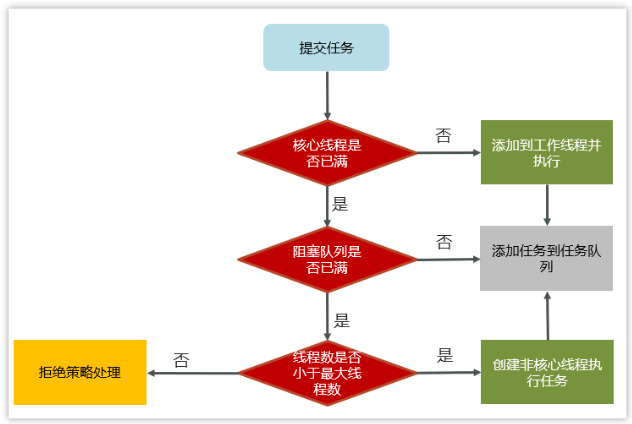 提交任务
核心线程是
否已满
否
添加到工作线程并
执行
是
阻塞队列是
否已满
否
添加任务到任务队
列
是
线程数是否
小于最大线
程数
否
拒绝策略处理
是
创建非核心线程执
行任务